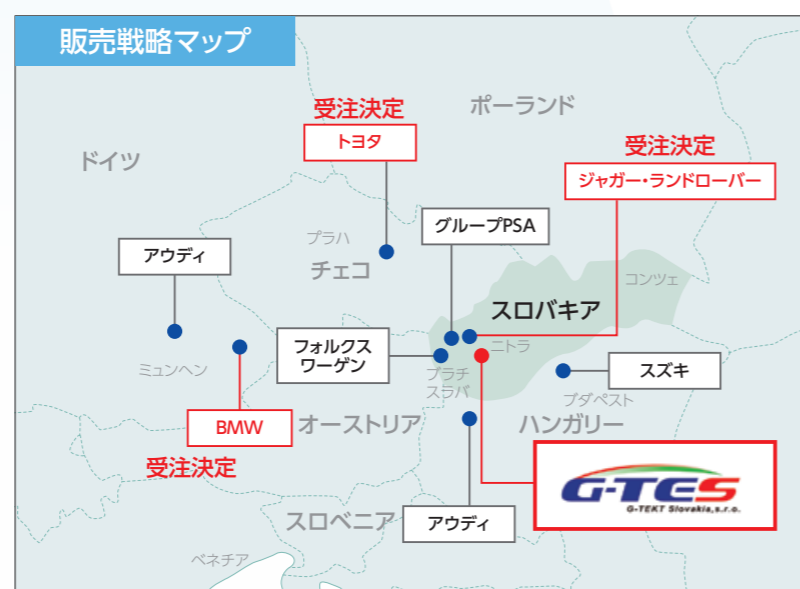 販売戦略マップ
ポーランド
受注決定
トヨタ
受注決定
ジャガー・ランドローバー
ドイツ
グループPSA
プラハ
チェコ
アウディ
コンツェ
スロバキア
フォルクス
ワーゲン
ニトラ
ミュンヘン
ブラチ
スラバ
スズキ
ブダペスト
BMW
オーストリア
ハンガリー
受注決定
G-TES
G-TEKT Slovakia,s.r.o.
スロベニア
アウディ
ベネチア